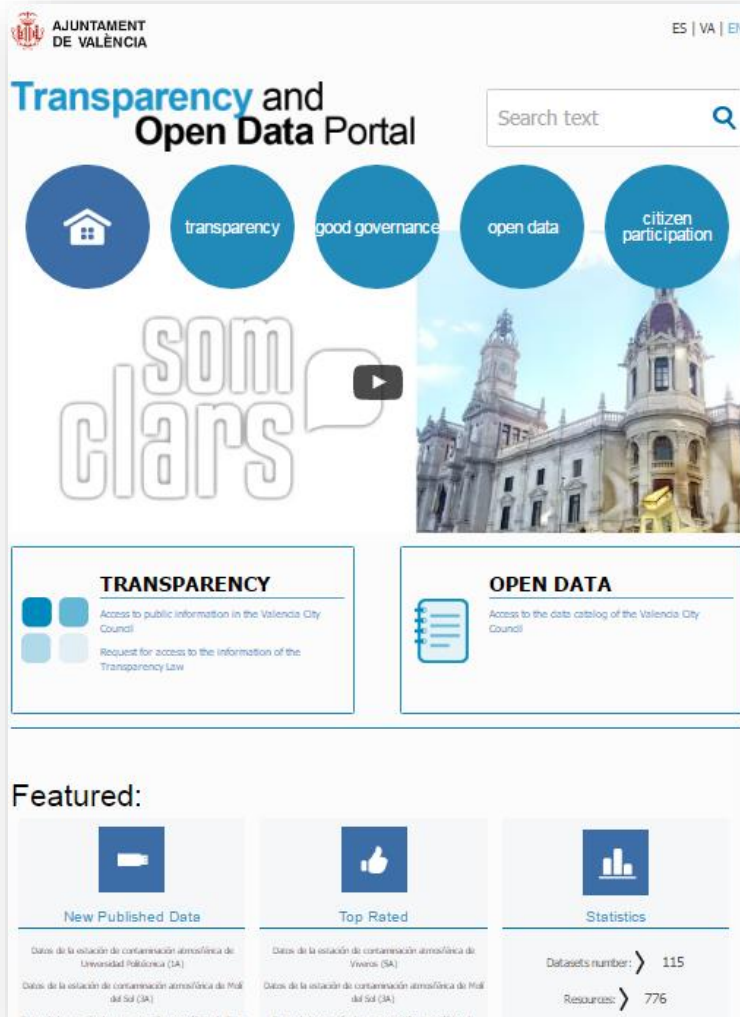 AJUNTAMENT
DE VALÈNCIA
ES | VA | EN
Transparency and
Open Data Portal
Search text
transparency
good governance
open data
citizen
participation
som
clars
TRANSPARENCY
Access to public information in the Valencia City
Council
Request for access to the information of the
Transparency Law
OPEN DATA
Access to the data catalog of the Valencia City
Council
Featured:
New Published Data
Datos de la estación de contaminación atmosférica de
Universidad Politécnica (1A)
Datos de la estación de contaminación atmosférica de Molí
del Sol (3A)
Top Rated
Datos de la estación de contaminación atmosférica de
Viveros (5A)
Datos de la estación de contaminación atmosférica de Molí
del Sol (3A)
Statistics
Datasets number: 115
Resources: 776